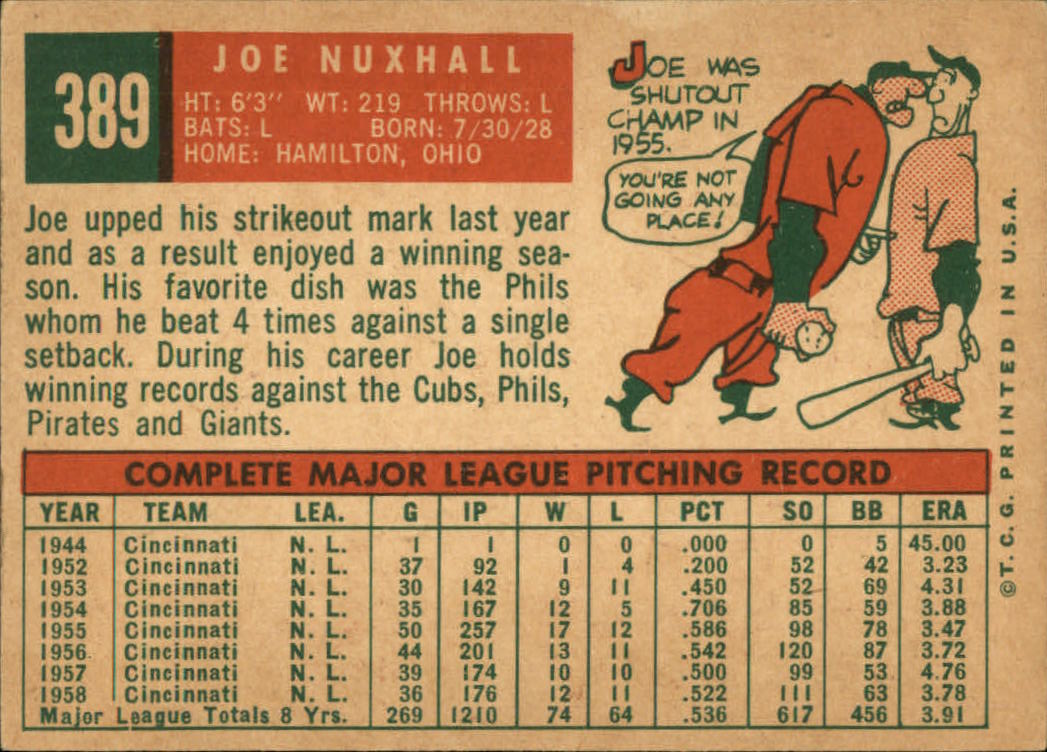 389
JOE NUXHALL
HT: 6'3" WT: 219 THROWS: L
BATS: L BORN: 7/30/28
HOME: HAMILTON, OHIO
JOE WAS
SHUTOUT
CHAMP IN
1955.
YOU'RE NOT
GOING ANY
PLACE!
Joe upped his strikeout mark last year
and as a result enjoyed a winning sea-
son. His favorite dish was the Phils
whom he beat 4 times against a single
setback. During his career Joe holds
winning records against the Cubs, Phils,
Pirates and Giants.
COMPLETE MAJOR LEAGUE PITCHING RECORD
YEAR TEAM LEA. G IP W L PCT SO BB ERA
1944 Cincinnati N. L. 1 1 0 0 .000 0 5 45.00
1952 Cincinnati N. L. 37 92 1 4 .200 52 42 3.23
1953 Cincinnati N. L. 30 142 9 11 .450 52 69 4.31
1954 Cincinnati N. L. 35 167 12 5 .706 85 59 3.88
1955 Cincinnati N. L. 50 257 17 12 .586 98 78 3.47
1956 Cincinnati N. L. 44 201 13 11 .542 120 87 3.72
1957 Cincinnati N. L. 39 174 10 10 .500 99 53 4.76
1958 Cincinnati N. L. 36 176 12 11 .522 111 63 3.78
Major League Totals 8 Yrs. 269 1210 74 64 .536 617 456 3.91
©T. C. G. PRINTED IN U.S.A.